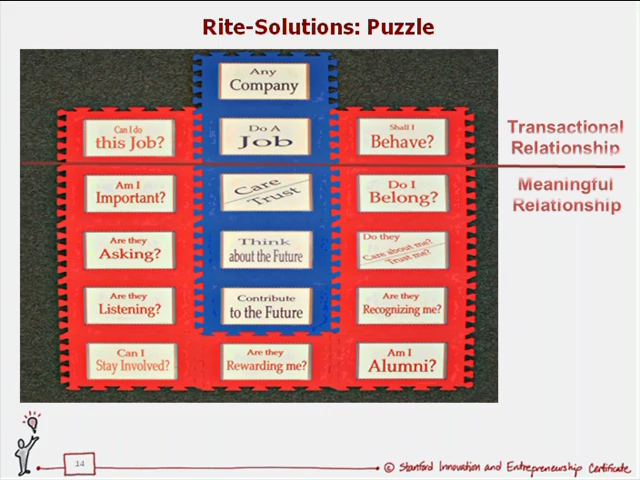 Rite-Solutions: Puzzle
Any
Company
Can I do
this Job?
Do A
Job
Shall I
Behave?
Transactional
Relationship
Am I
Important?
Care
Trust
Do I
Belong?
Meaningful
Relationship
Are they
Asking?
Think
about the Future
Do they
Care about me?
Trust me?
Are they
Listening?
Contribute
to the Future
Are they
Recognizing me?
Can I
Stay Involved?
Are they
Rewarding me?
Am I
Alumni?
14
© Stanford Innovation and Entrepreneurship Certificate